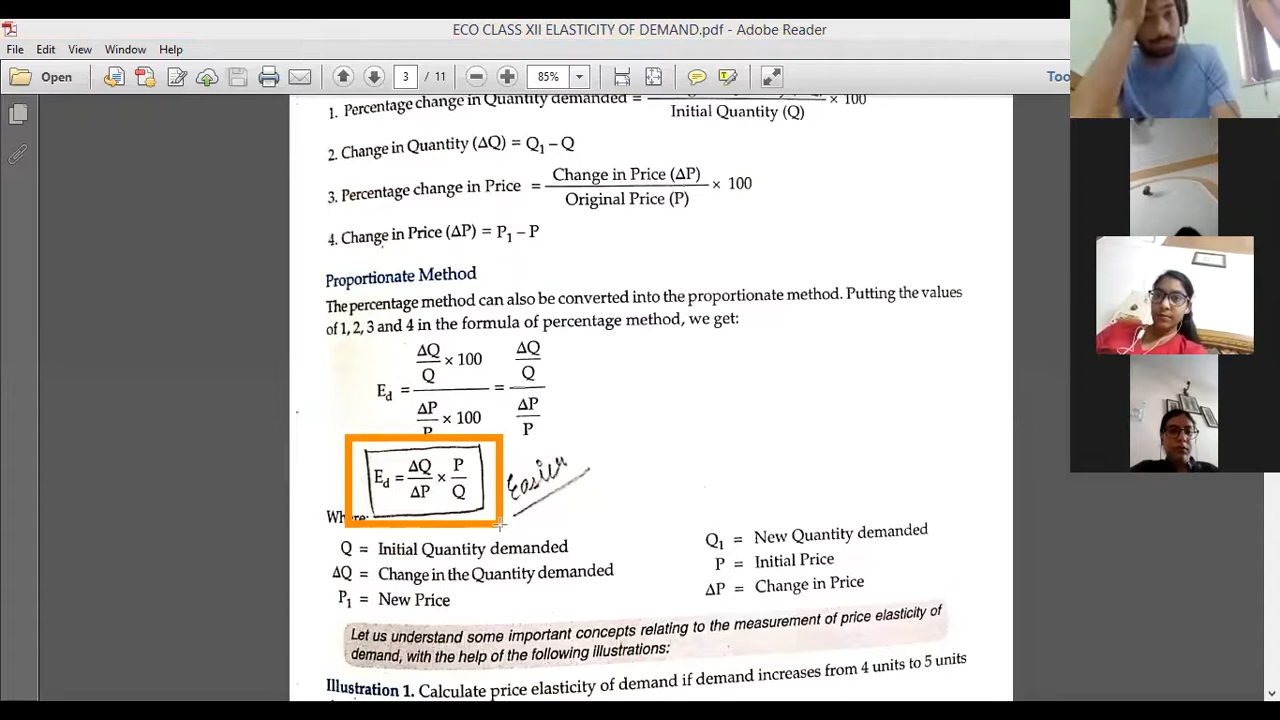 ECO CLASS XII ELASTICITY OF DEMAND.pdf - Adobe Reader
File Edit View Window Help
Open 3 / 11 85% Too
1. Percentage change in Quantity demanded = × 100
Initial Quantity (Q)
2. Change in Quantity (ΔQ) = Q₁ – Q
3. Percentage change in Price = Change in Price (ΔP) × 100
Original Price (P)
4. Change in Price (ΔP) = P₁ – P
Proportionate Method
The percentage method can also be converted into the proportionate method. Putting the values
of 1, 2, 3 and 4 in the formula of percentage method, we get:
ΔQ ΔQ
Q × 100 Q
E_d = =
ΔP ΔP
P × 100 P
E_d = ΔQ × P
ΔP Q
Easier
Where:
Q = Initial Quantity demanded
ΔQ = Change in the Quantity demanded
P₁ = New Price
Q₁ = New Quantity demanded
P = Initial Price
ΔP = Change in Price
Let us understand some important concepts relating to the measurement of price elasticity of
demand, with the help of the following illustrations:
Illustration 1. Calculate price elasticity of demand if demand increases from 4 units to 5 units